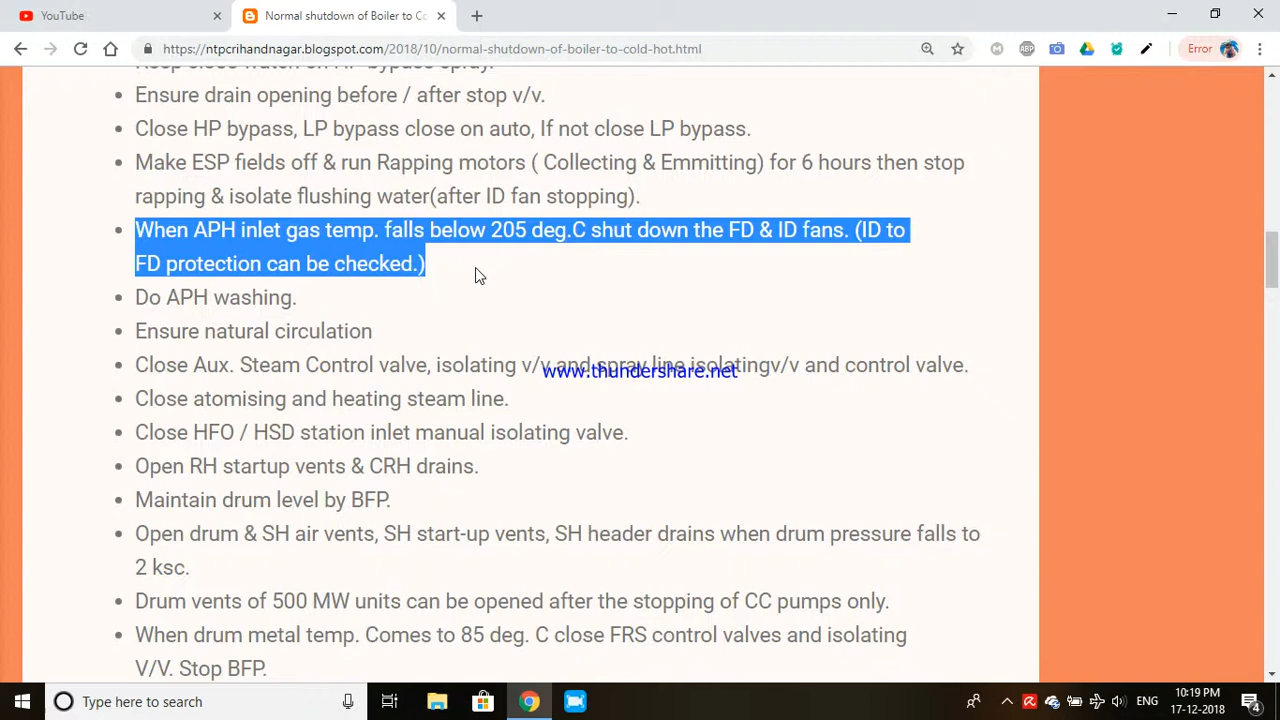 YouTube
Normal shutdown of Boiler to Co
https://ntpcrihandnagar.blogspot.com/2018/10/normal-shutdown-of-boiler-to-cold-hot.html
ABP
Error
Keep close watch on HP bypass spray.
Ensure drain opening before / after stop v/v.
Close HP bypass, LP bypass close on auto, If not close LP bypass.
Make ESP fields off & run Rapping motors ( Collecting & Emmitting) for 6 hours then stop
rapping & isolate flushing water(after ID fan stopping).
When APH inlet gas temp. falls below 205 deg.C shut down the FD & ID fans. (ID to
FD protection can be checked.)
Do APH washing.
Ensure natural circulation
Close Aux. Steam Control valve, isolating v/v and spray line isolatingv/v and control valve.
www.thundershare.net
Close atomising and heating steam line.
Close HFO / HSD station inlet manual isolating valve.
Open RH startup vents & CRH drains.
Maintain drum level by BFP.
Open drum & SH air vents, SH start-up vents, SH header drains when drum pressure falls to
2 ksc.
Drum vents of 500 MW units can be opened after the stopping of CC pumps only.
When drum metal temp. Comes to 85 deg. C close FRS control valves and isolating
V/V. Stop BFP.
Type here to search
ENG
10:19 PM
17-12-2018
4